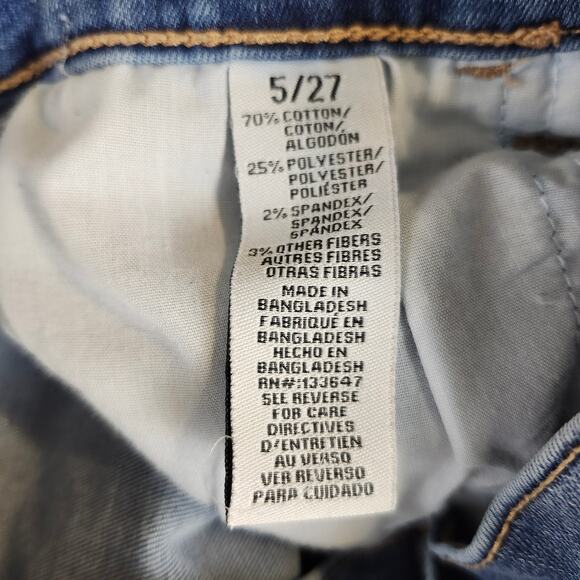 5/27
70% COTTON/
COTON/
ALGODÓN
25% POLYESTER/
POLYESTER/
POLIÉSTER
2% SPANDEX/
SPANDEX/
SPANDEX
3% OTHER FIBERS
AUTRES FIBRES
OTRAS FIBRAS
MADE IN
BANGLADESH
FABRIQUÉ EN
BANGLADESH
HECHO EN
BANGLADESH
RN#:133647
SEE REVERSE
FOR CARE
DIRECTIVES
D'ENTRETIEN
AU VERSO
VER REVERSO
PARA CUIDADO